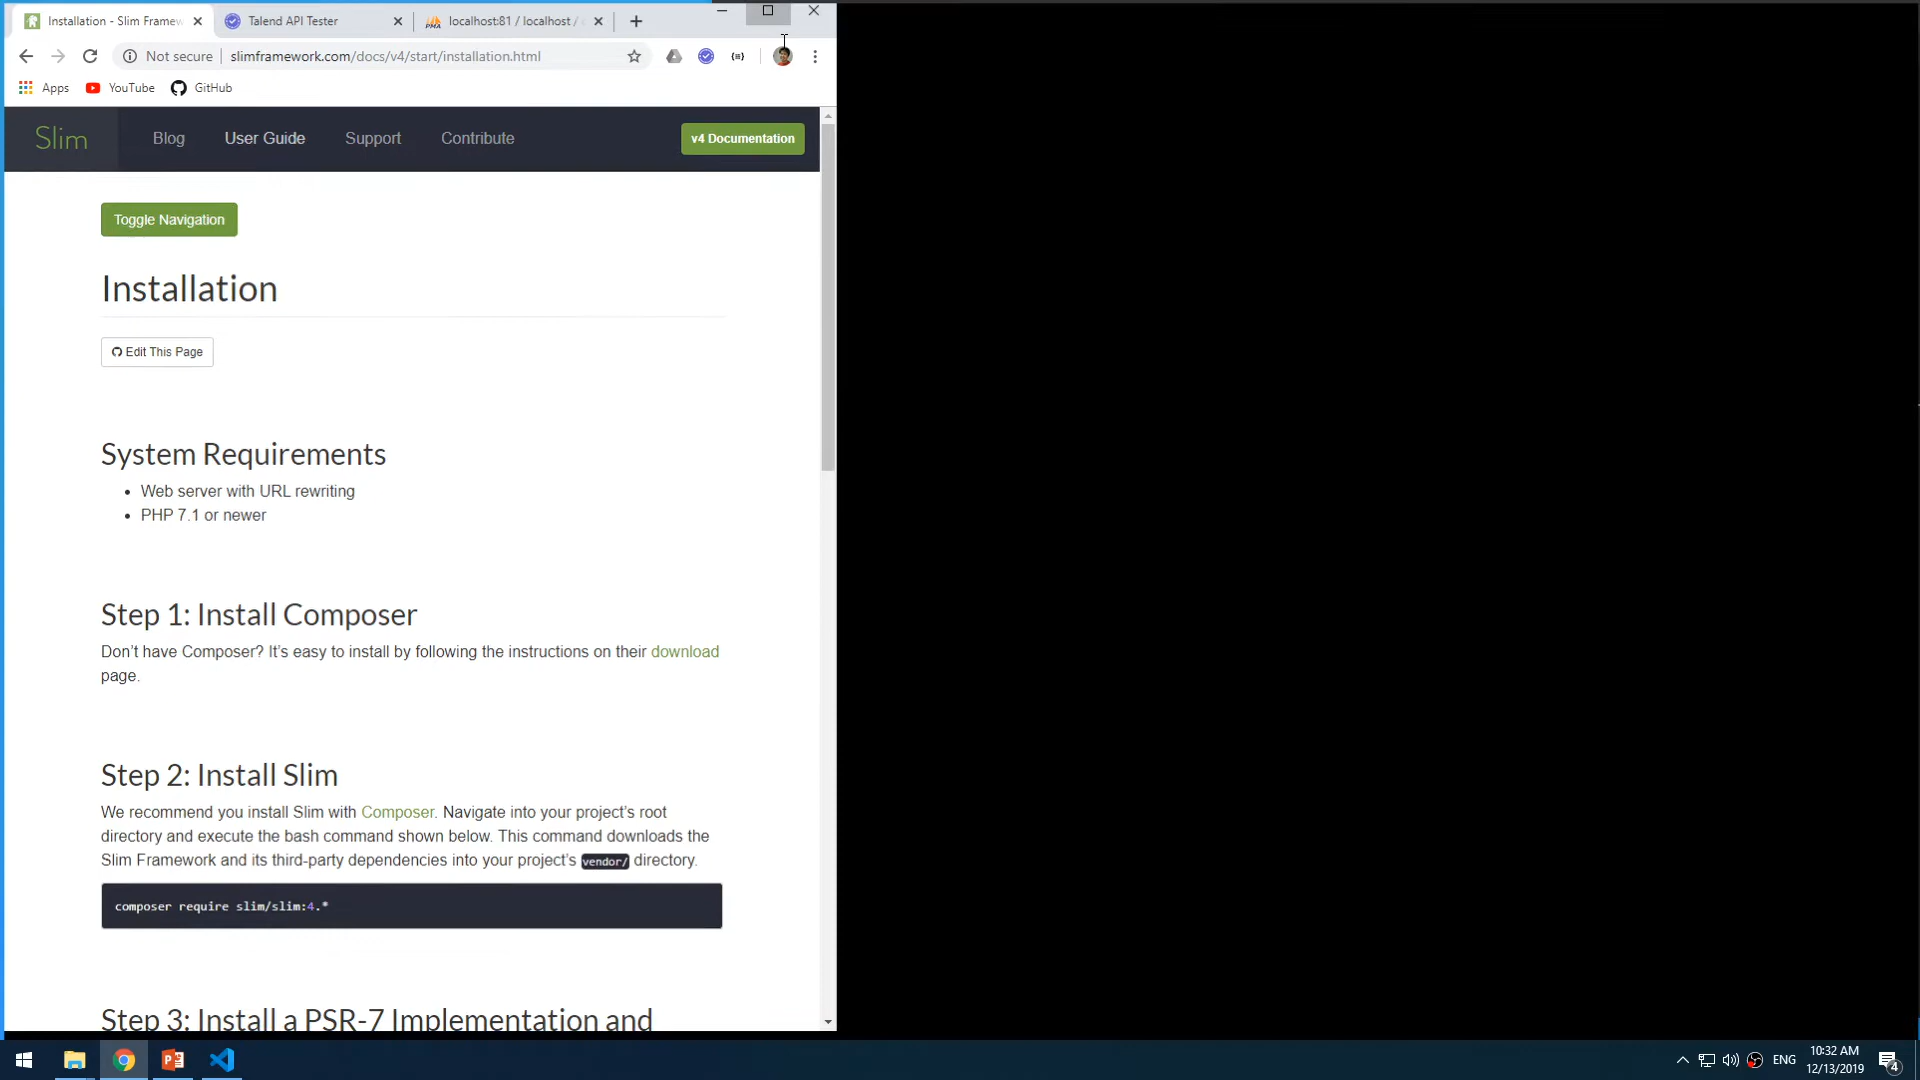 Installation - Slim Framew
Talend API Tester
localhost:81 / localhost /
Not secure
slimframework.com/docs/v4/start/installation.html
Apps
YouTube
GitHub
Slim
Blog
User Guide
Support
Contribute
v4 Documentation
Toggle Navigation
Installation
Edit This Page
System Requirements
• Web server with URL rewriting
• PHP 7.1 or newer
Step 1: Install Composer
Don’t have Composer? It’s easy to install by following the instructions on their download
page.
Step 2: Install Slim
We recommend you install Slim with Composer. Navigate into your project’s root
directory and execute the bash command shown below. This command downloads the
Slim Framework and its third-party dependencies into your project’s vendor/ directory.
composer require slim/slim:4.*
Step 3: Install a PSR-7 Implementation and
ENG
10:32 AM
12/13/2019
4